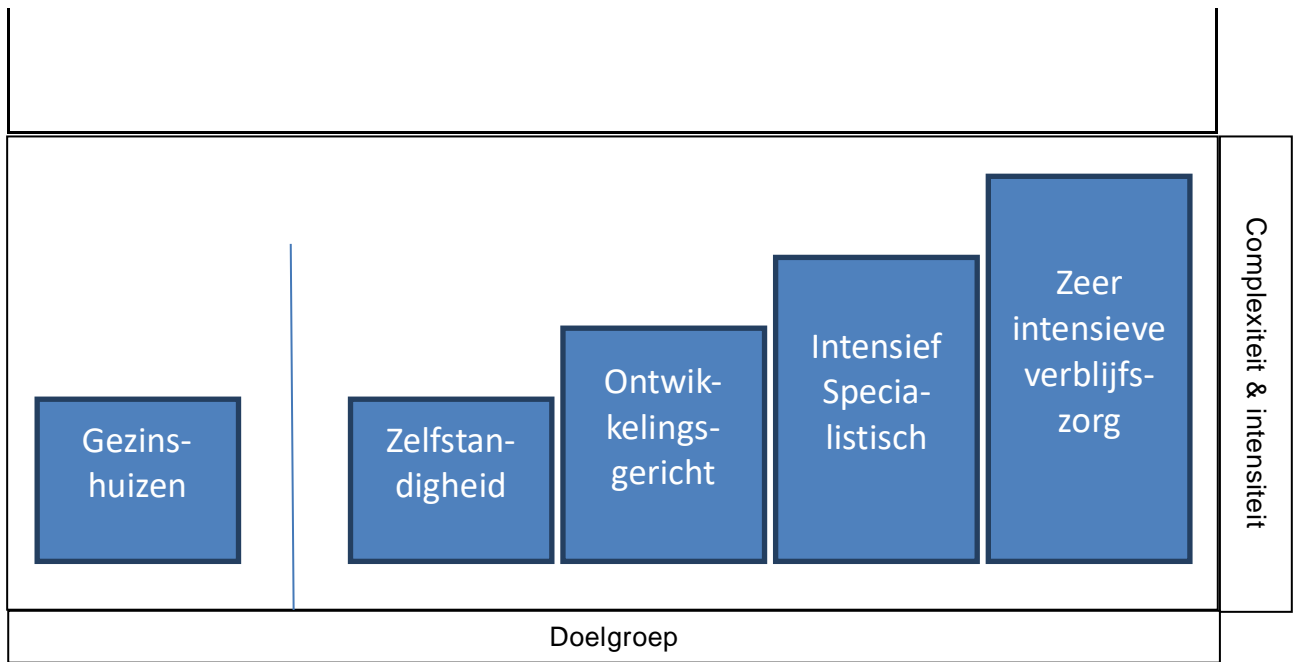 Gezins-
huizen
Zelfstan-
digheid
Ontwik-
kelings-
gericht
Intensief
Specia-
listisch
Zeer
intensieve
verblijfs-
zorg
Complexiteit & intensiteit
Doelgroep